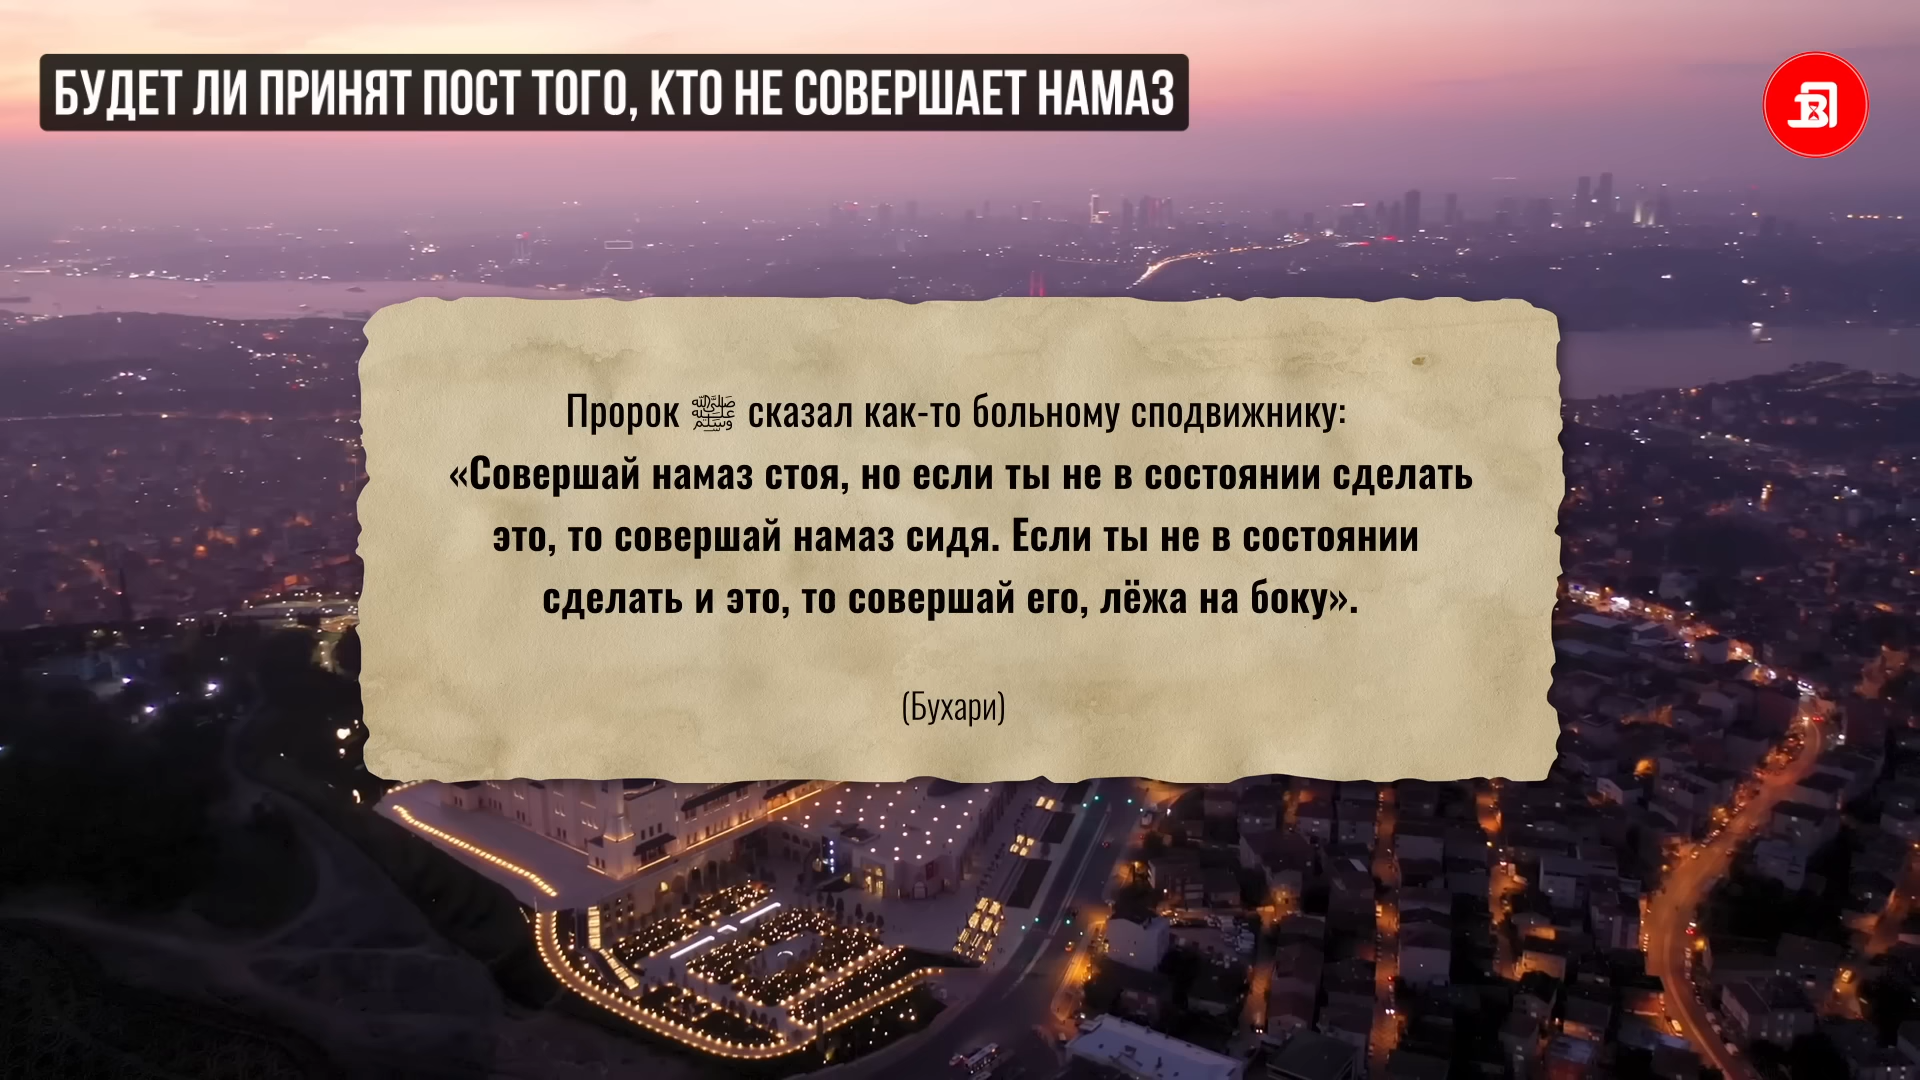 БУДЕТ ЛИ ПРИНЯТ ПОСТ ТОГО, КТО НЕ СОВЕРШАЕТ НАМАЗ
Пророк ﷺ сказал как-то больному сподвижнику:
«Совершай намаз стоя, но если ты не в состоянии сделать
это, то совершай намаз сидя. Если ты не в состоянии
сделать и это, то совершай его, лёжа на боку».
(Бухари)